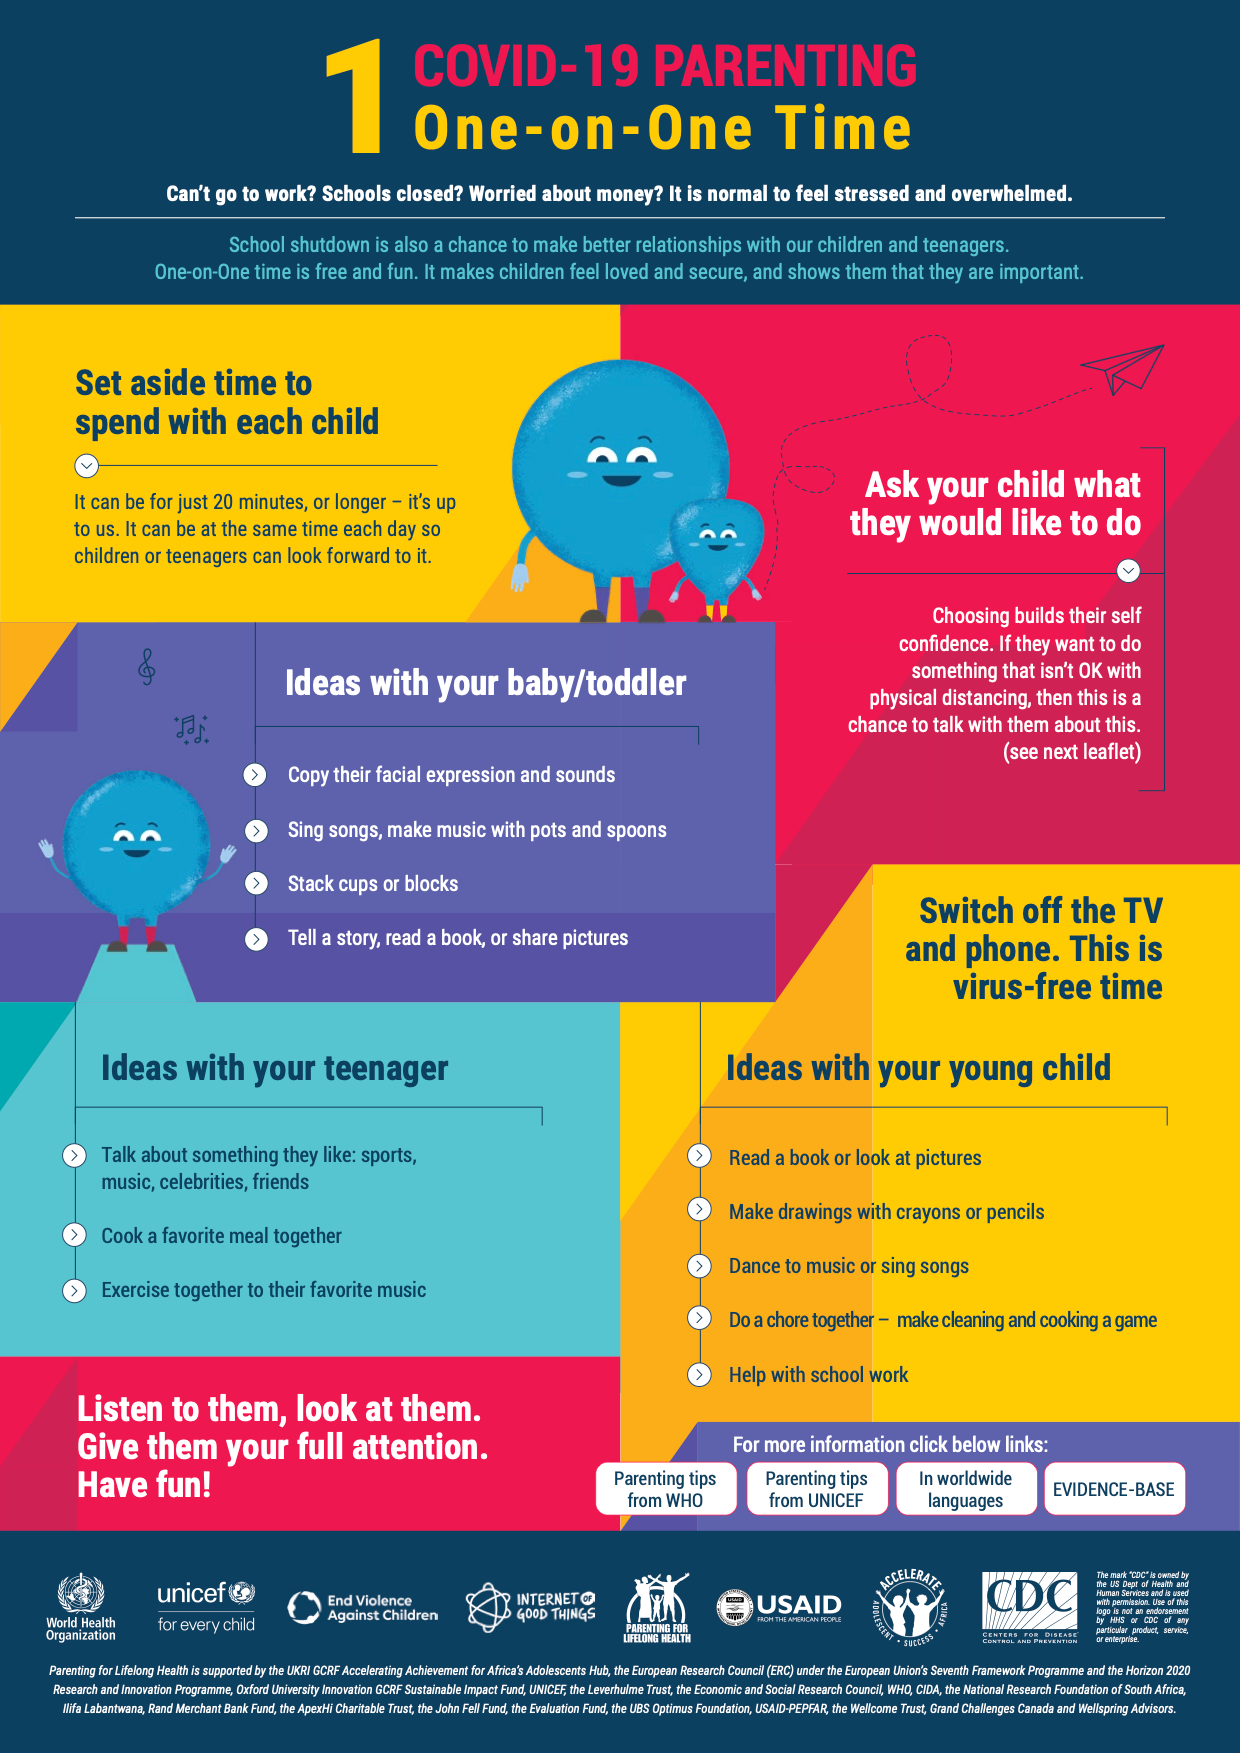 1 COVID-19 PARENTING
One-on-One Time
Can't go to work? Schools closed? Worried about money? It is normal to feel stressed and overwhelmed.
School shutdown is also a chance to make better relationships with our children and teenagers.
One-on-One time is free and fun. It makes children feel loved and secure, and shows them that they are important.
Set aside time to
spend with each child
It can be for just 20 minutes, or longer – it's up
to us. It can be at the same time each day so
children or teenagers can look forward to it.
Ask your child what
they would like to do
Choosing builds their self
confidence. If they want to do
something that isn't OK with
physical distancing, then this is a
chance to talk with them about this.
(see next leaflet)
Ideas with your baby/toddler
Copy their facial expression and sounds
Sing songs, make music with pots and spoons
Stack cups or blocks
Tell a story, read a book, or share pictures
Switch off the TV
and phone. This is
virus-free time
Ideas with your teenager
Talk about something they like: sports,
music, celebrities, friends
Cook a favorite meal together
Exercise together to their favorite music
Ideas with your young child
Read a book or look at pictures
Make drawings with crayons or pencils
Dance to music or sing songs
Do a chore together – make cleaning and cooking a game
Help with school work
Listen to them, look at them.
Give them your full attention.
Have fun!
For more information click below links:
Parenting tips
from WHO
Parenting tips
from UNICEF
In worldwide
languages
EVIDENCE-BASE
World Health
Organization
unicef
for every child
End Violence
Against Children
INTERNET OF
GOOD THINGS
PARENTING FOR
LIFELONG HEALTH
USAID
FROM THE AMERICAN PEOPLE
ACCELERATE
ADOLESCENT • SUCCESS • AFRICA
CDC
CENTERS FOR DISEASE
CONTROL AND PREVENTION
The mark "CDC" is owned by
the US Dept of Health and
Human Services and is used
with permission. Use of this
logo is not an endorsement
by HHS or CDC of any
particular product, service,
or enterprise.
Parenting for Lifelong Health is supported by the UKRI GCRF Accelerating Achievement for Africa's Adolescents Hub, the European Research Council (ERC) under the European Union's Seventh Framework Programme and the Horizon 2020
Research and Innovation Programme, Oxford University Innovation GCRF Sustainable Impact Fund, UNICEF, the Leverhulme Trust, the Economic and Social Research Council, WHO, CIDA, the National Research Foundation of South Africa,
Ilifa Labantwana, Rand Merchant Bank Fund, the ApexHi Charitable Trust, the John Fell Fund, the Evaluation Fund, the UBS Optimus Foundation, USAID-PEPFAR, the Wellcome Trust, Grand Challenges Canada and Wellspring Advisors.